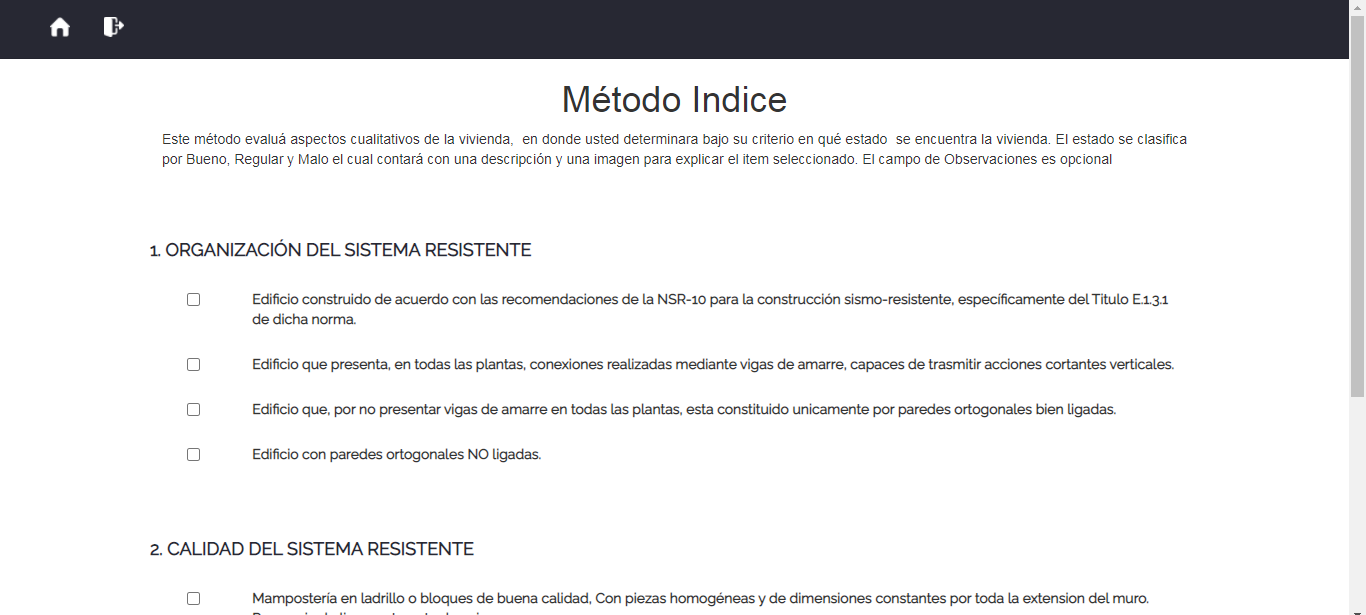 Método Indice
Este método evaluá aspectos cualitativos de la vivienda, en donde usted determinara bajo su criterio en qué estado se encuentra la vivienda. El estado se clasifica
por Bueno, Regular y Malo el cual contará con una descripción y una imagen para explicar el item seleccionado. El campo de Observaciones es opcional
1. ORGANIZACIÓN DEL SISTEMA RESISTENTE
Edificio construido de acuerdo con las recomendaciones de la NSR-10 para la construcción sismo-resistente, específicamente del Titulo E.1.3.1
de dicha norma.
Edificio que presenta, en todas las plantas, conexiones realizadas mediante vigas de amarre, capaces de trasmitir acciones cortantes verticales.
Edificio que, por no presentar vigas de amarre en todas las plantas, esta constituido unicamente por paredes ortogonales bien ligadas.
Edificio con paredes ortogonales NO ligadas.
2. CALIDAD DEL SISTEMA RESISTENTE
Mampostería en ladrillo o bloques de buena calidad, Con piezas homogéneas y de dimensiones constantes por toda la extension del muro.